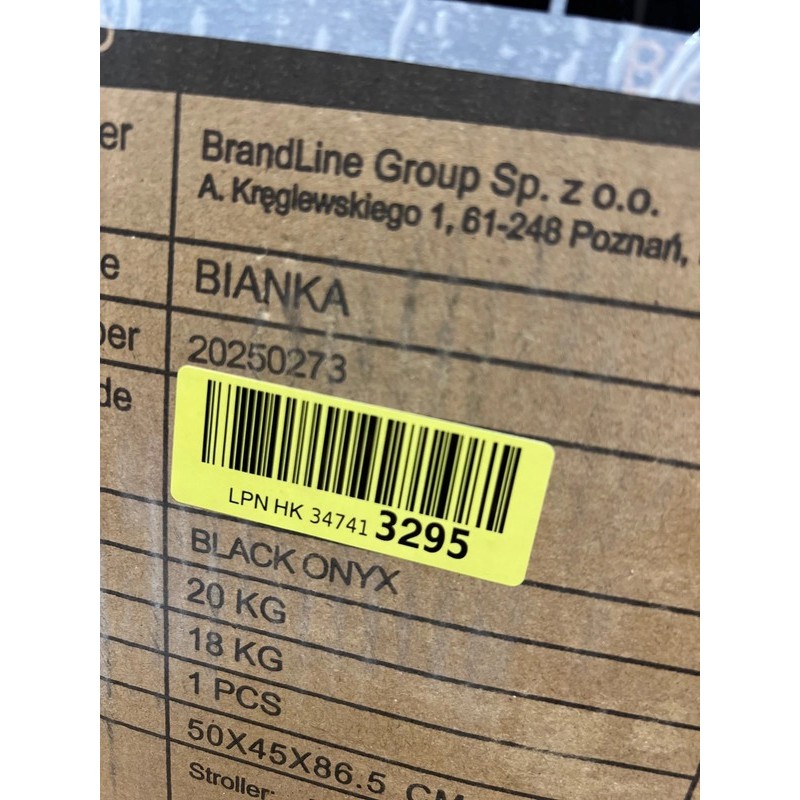 er
BrandLine Group Sp. z o.o.
A. Kręglewskiego 1, 61-248 Poznań,
e
BIANKA
ber
20250273
de
LPN HK 34741 3295
BLACK ONYX
20 KG
18 KG
1 PCS
50X45X86.5 CM
Stroller: